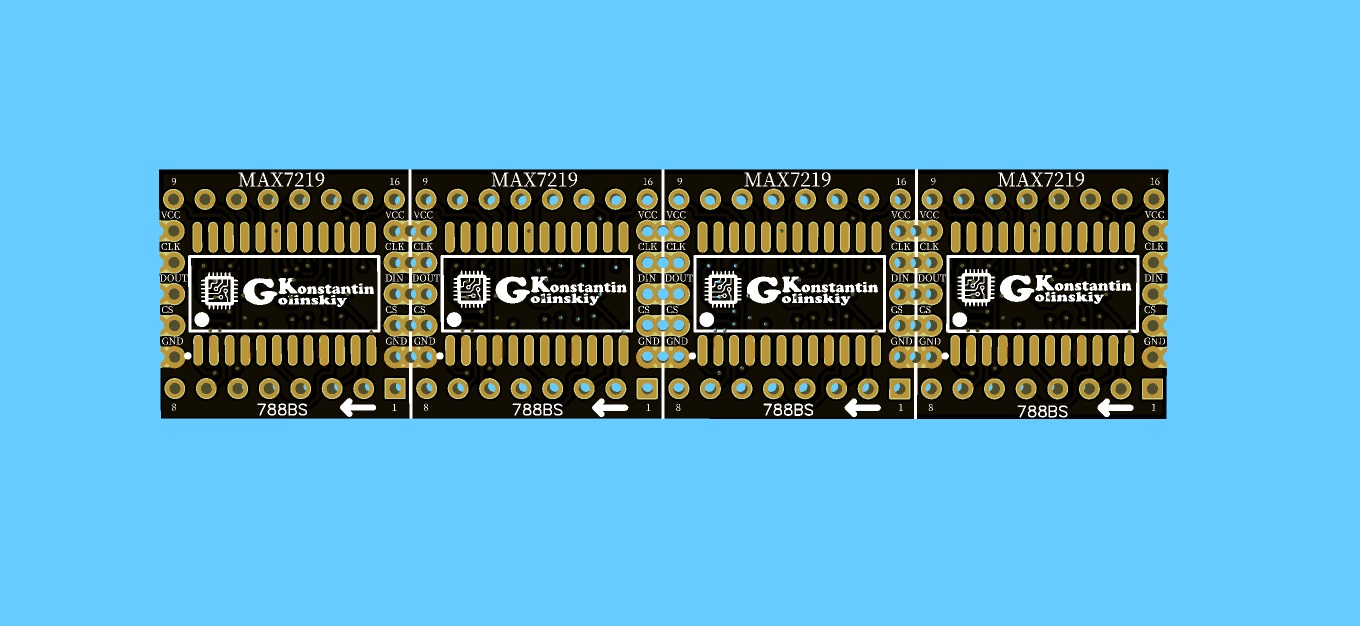 9 MAX7219 16 9 MAX7219 16 9 MAX7219 16 9 MAX7219 16
VCC VCC VCC VCC VCC VCC VCC VCC
CLK CLK CLK CLK CLK CLK CLK CLK
DOUT DIN DOUT DIN DOUT DIN DOUT DIN
GKonstantin GKonstantin GKonstantin GKonstantin
olinskiy olinskiy olinskiy olinskiy
CS CS CS CS CS CS CS CS
GND GND GND GND GND GND GND GND
8 788BS 1 8 788BS 1 8 788BS 1 8 788BS 1